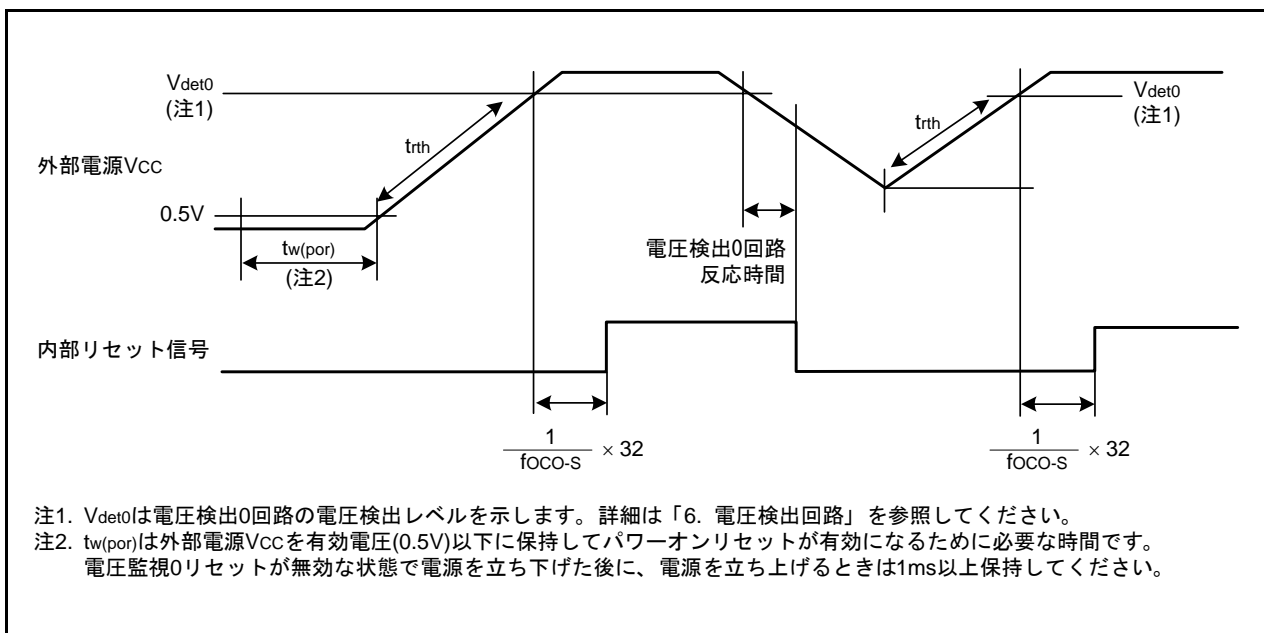 Vdet0
(注1)
trth
trth
Vdet0
(注1)
外部電源VCC
0.5V
tw(por)
(注2)
電圧検出0回路
反応時間
内部リセット信号
1
fOCO-S
× 32
1
fOCO-S
× 32
注1. Vdet0は電圧検出0回路の電圧検出レベルを示します。詳細は「6. 電圧検出回路」を参照してください。
注2. tw(por)は外部電源VCCを有効電圧(0.5V)以下に保持してパワーオンリセットが有効になるために必要な時間です。
電圧監視0リセットが無効な状態で電源を立ち下げた後に、電源を立ち上げるときは1ms以上保持してください。